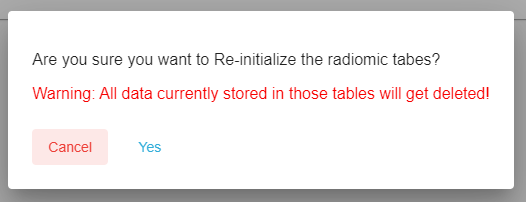 Are you sure you want to Re-initialize the radiomic tabes?
Warning: All data currently stored in those tables will get deleted!
Cancel Yes